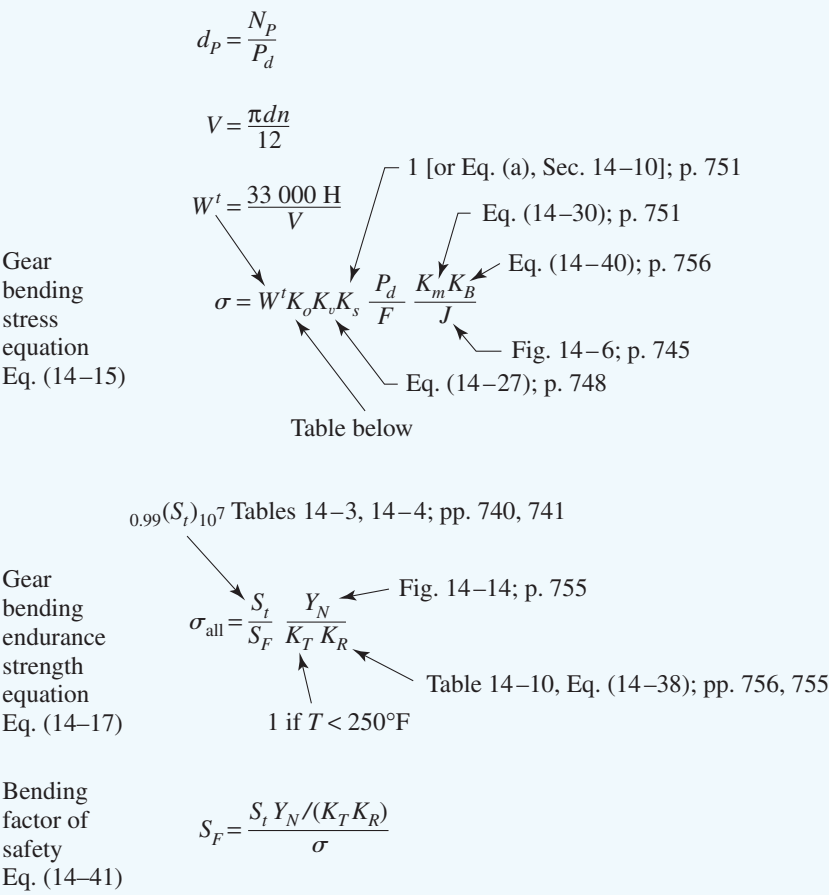 d_P = N_P / P_d
V = πdn / 12
1 [or Eq. (a), Sec. 14–10]; p. 751
W^t = 33 000 H / V
Eq. (14–30); p. 751
Gear
bending
stress
equation
Eq. (14–15)
Eq. (14–40); p. 756
σ = W^t K_o K_v K_s P_d / F K_m K_B / J
Fig. 14–6; p. 745
Eq. (14–27); p. 748
Table below
0.99(S_t)10^7 Tables 14–3, 14–4; pp. 740, 741
Gear
bending
endurance
strength
equation
Eq. (14–17)
Fig. 14–14; p. 755
σ_all = S_t / S_F Y_N / K_T K_R
Table 14–10, Eq. (14–38); pp. 756, 755
1 if T < 250°F
Bending
factor of
safety
Eq. (14–41)
S_F = S_t Y_N /(K_T K_R) / σ